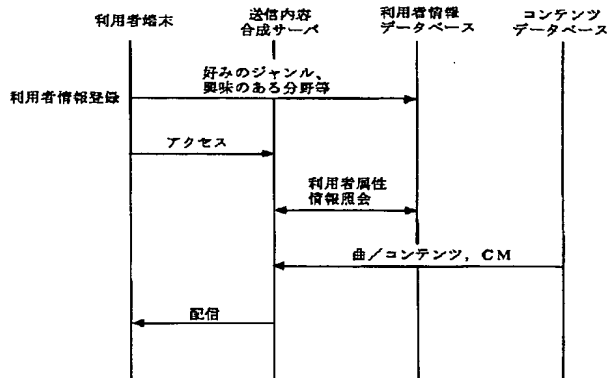 利用者端末
送信内容
合成サーバ
利用者情報
データベース
コンテンツ
データベース
利用者情報登録
好みのジャンル、
興味のある分野等
アクセス
利用者属性
情報照会
曲/コンテンツ, CM
配信